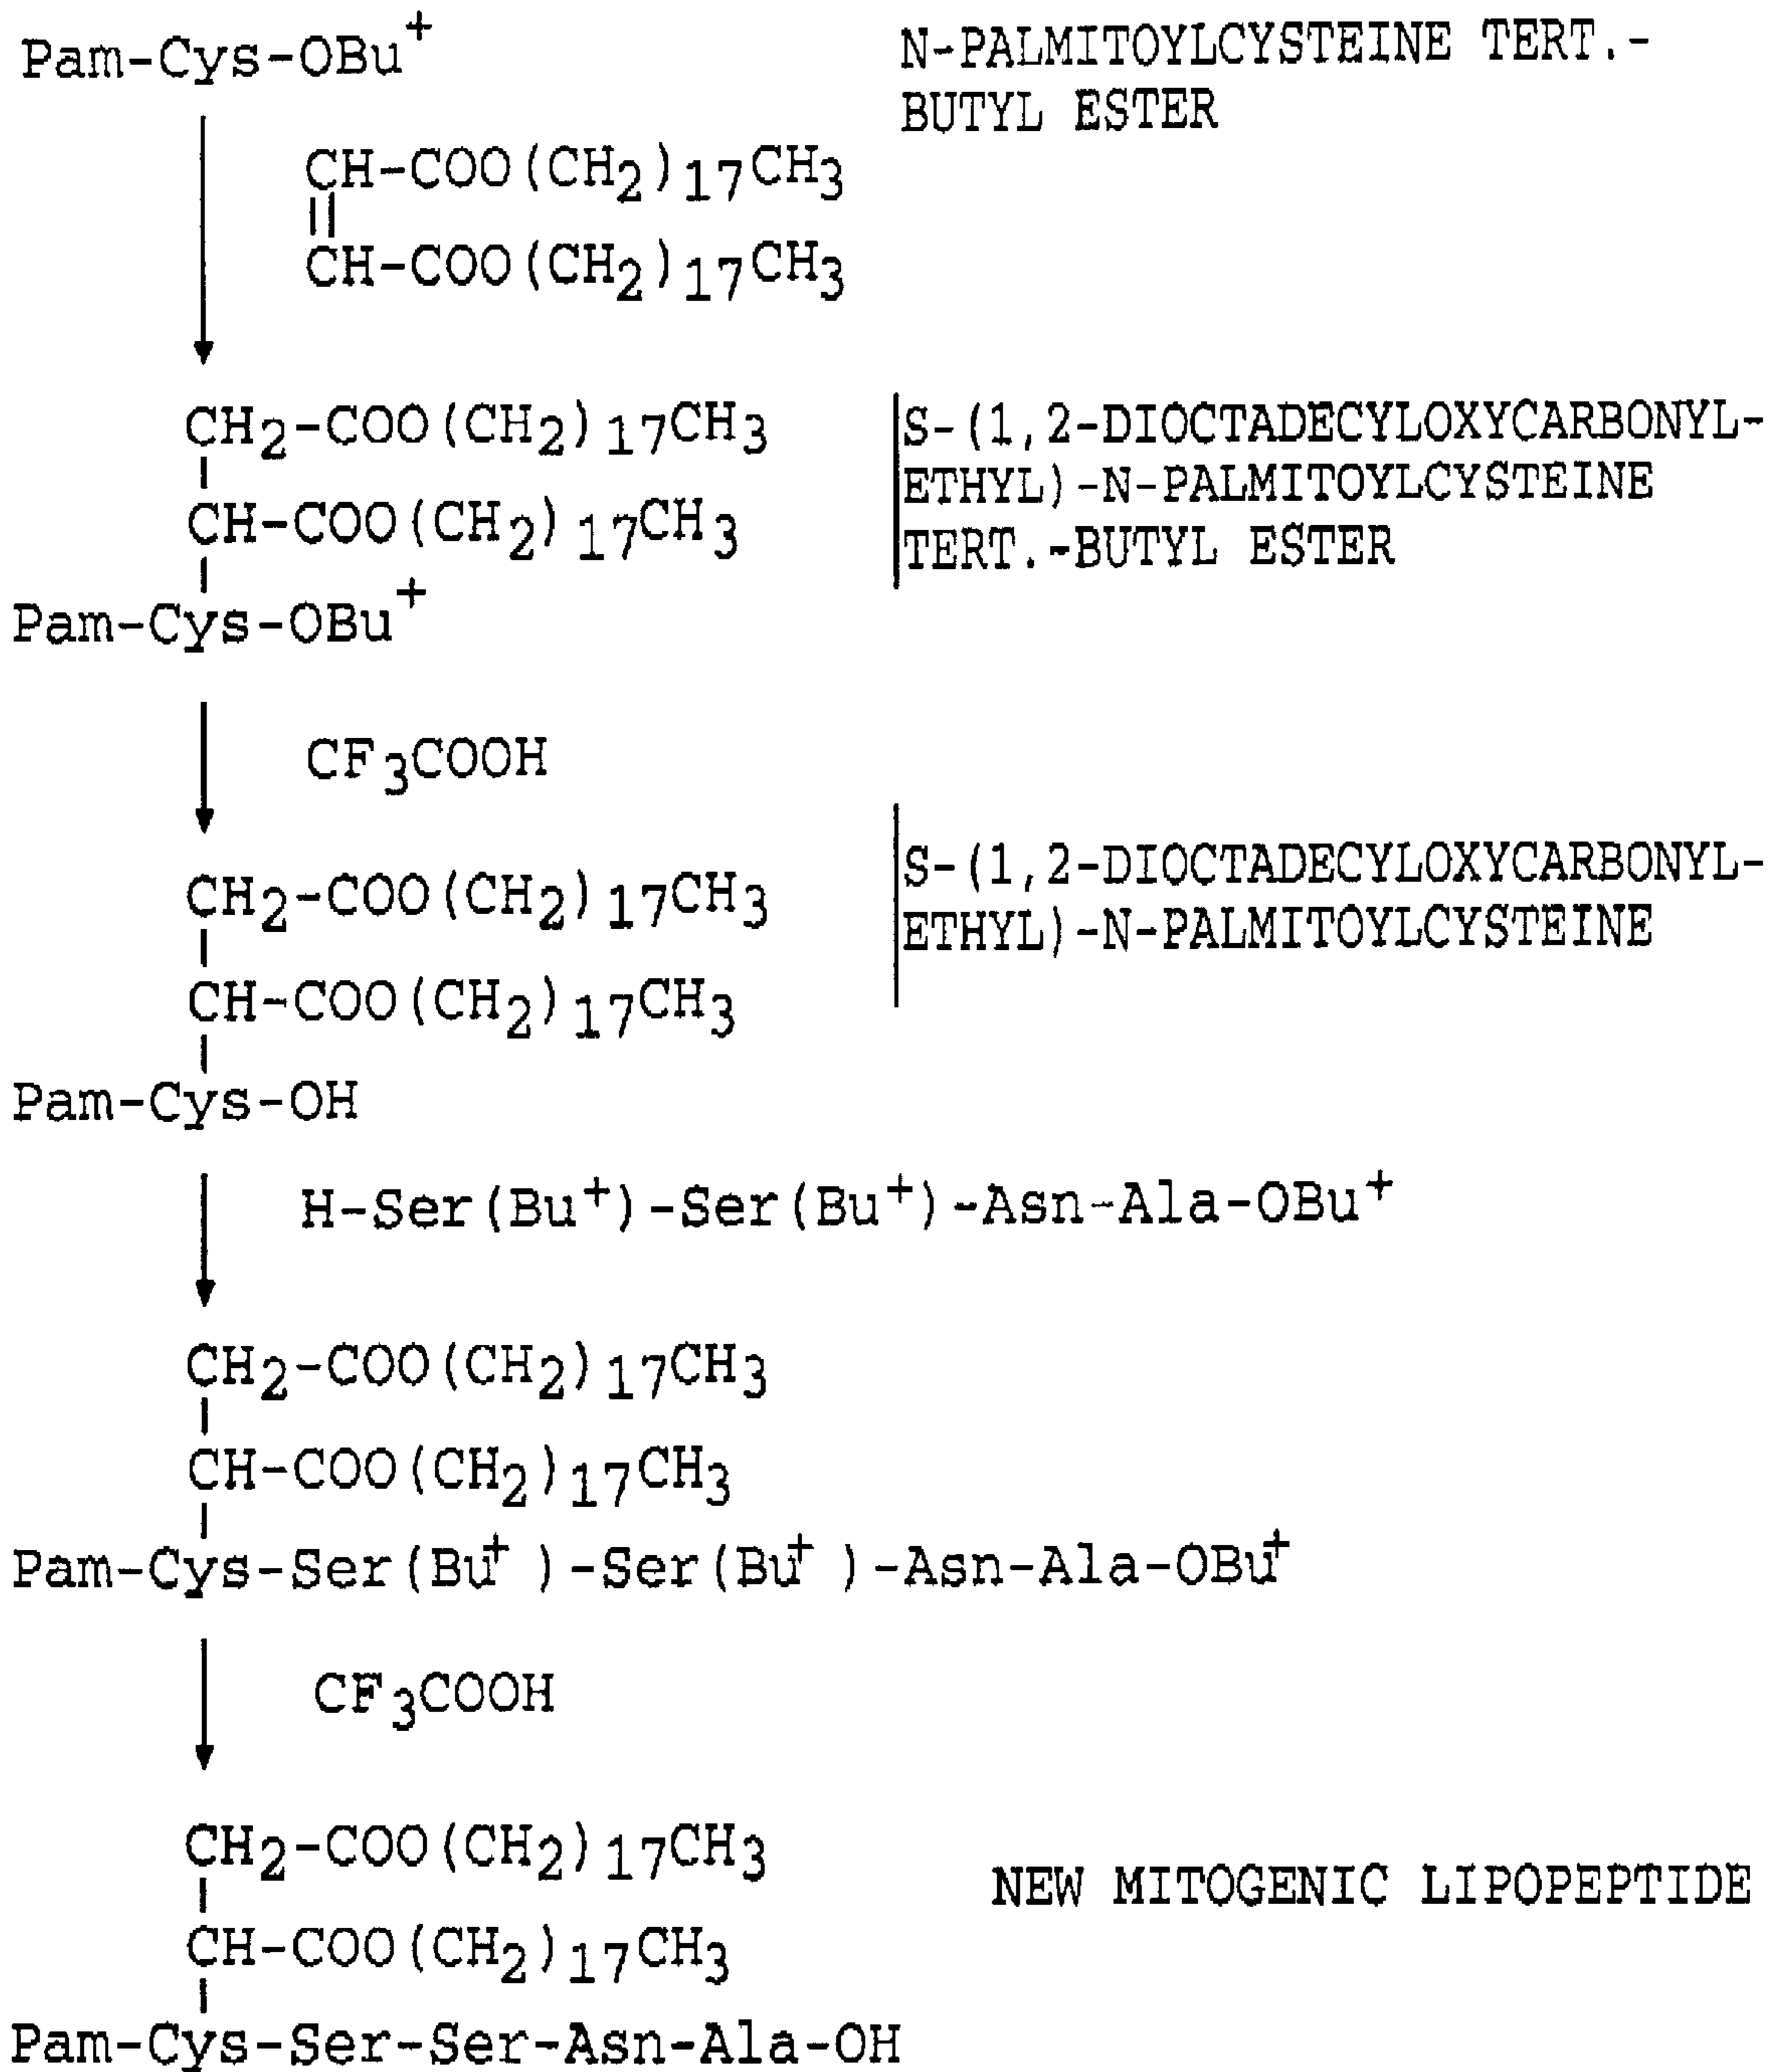 Pam-Cys-OBu+
N-PALMITOYLCYSTEINE TERT.-
BUTYL ESTER
CH-COO(CH2)17CH3
||
CH-COO(CH2)17CH3
CH2-COO(CH2)17CH3
CH-COO(CH2)17CH3
Pam-Cys-OBu+
S-(1,2-DIOCTADECYLOXYCARBONYL-
ETHYL)-N-PALMITOYLCYSTEINE
TERT.-BUTYL ESTER
CF3COOH
CH2-COO(CH2)17CH3
CH-COO(CH2)17CH3
Pam-Cys-OH
S-(1,2-DIOCTADECYLOXYCARBONYL-
ETHYL)-N-PALMITOYLCYSTEINE
H-Ser(Bu+)-Ser(Bu+)-Asn-Ala-OBu+
CH2-COO(CH2)17CH3
CH-COO(CH2)17CH3
Pam-Cys-Ser(Bu+)-Ser(Bu+)-Asn-Ala-OBu+
CF3COOH
CH2-COO(CH2)17CH3
CH-COO(CH2)17CH3
Pam-Cys-Ser-Ser-Asn-Ala-OH
NEW MITOGENIC LIPOPEPTIDE